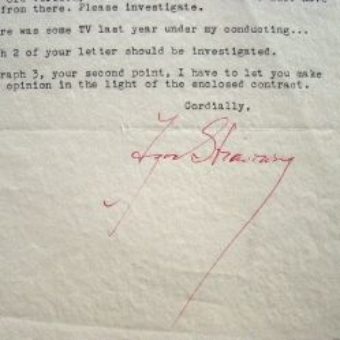 from there. Please investigate.
re was some TV last year under my conducting...
h 2 of your letter should be investigated.
raph 3, your second point, I have to let you make
opinion in the light of the enclosed contract.
Cordially,
Igor Stravinsky